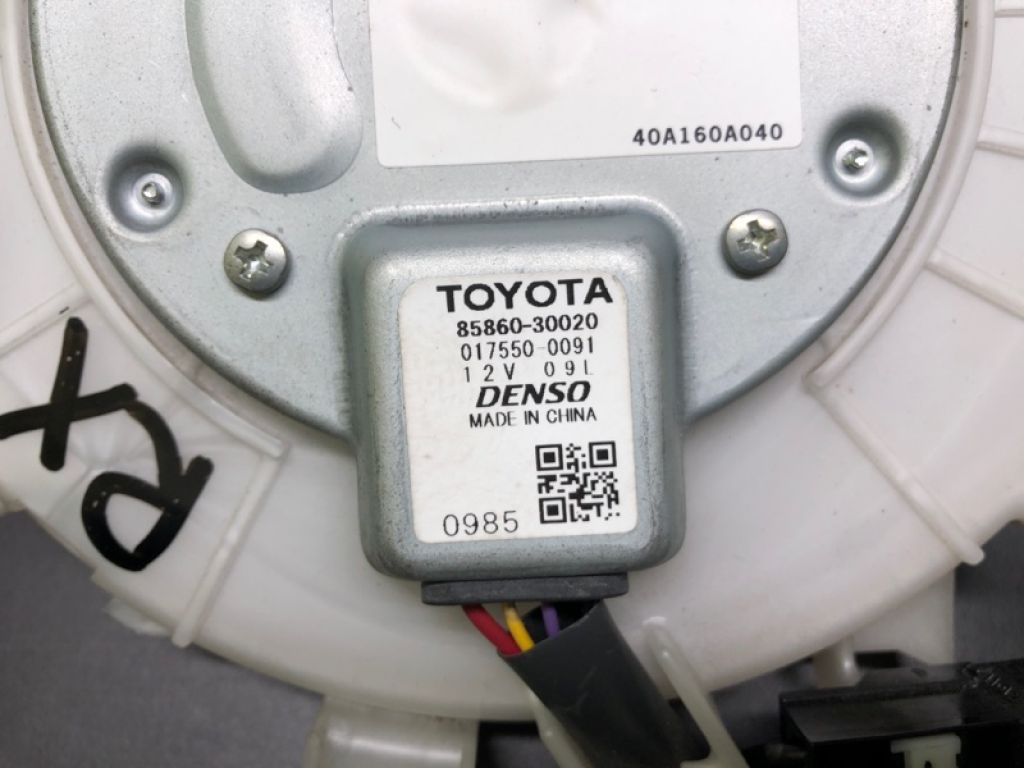 40A160A040
TOYOTA
85860-30020
017550-0091
12V 09L
DENSO
MADE IN CHINA
0985
RX